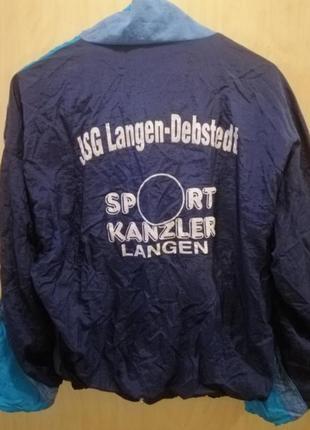 JSG Langen-Debstedt
SPORT
KANZLER
LANGEN